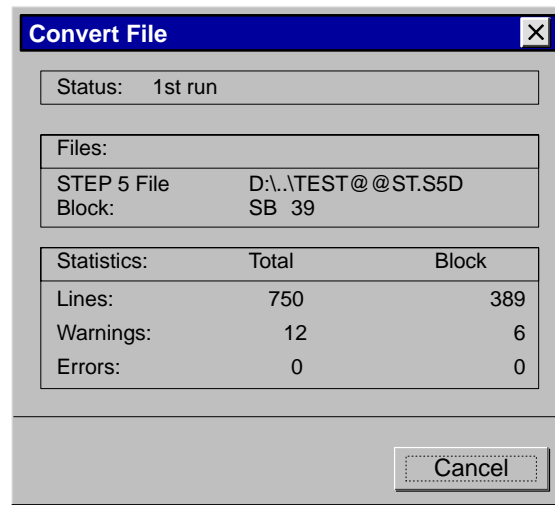 Convert File
Status: 1st run
Files:
STEP 5 File D:\..\TEST@@ST.S5D
Block: SB 39
Statistics: Total Block
Lines: 750 389
Warnings: 12 6
Errors: 0 0
Cancel